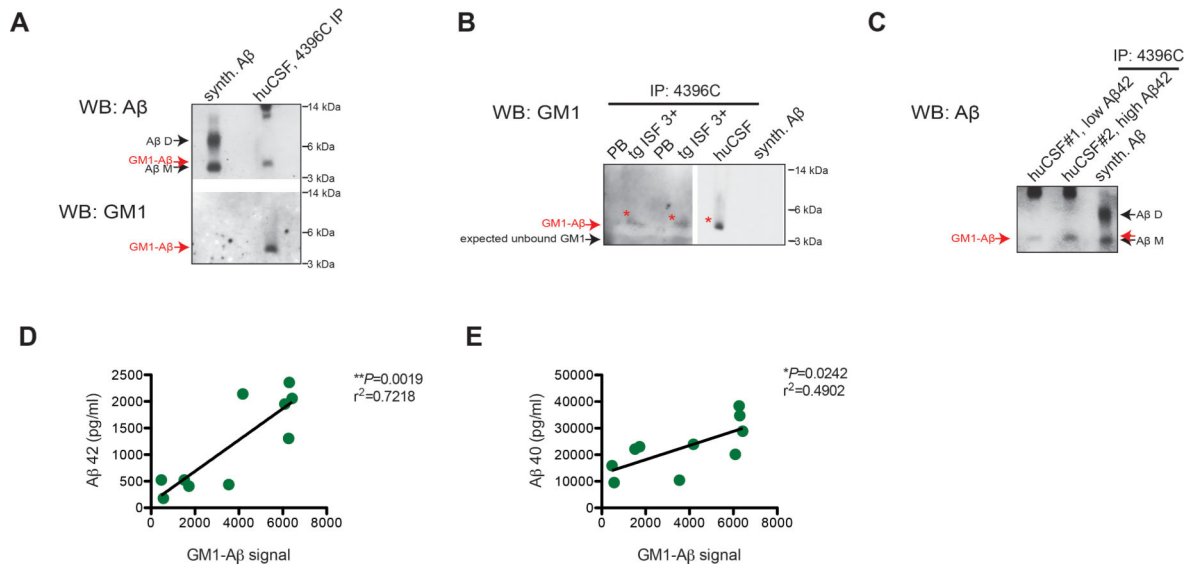 A
synth. Aβ
huCSF, 4396C IP
WB: Aβ
14 kDa
Aβ D
6 kDa
GM1-Aβ
Aβ M
3 kDa
14 kDa
WB: GM1
6 kDa
GM1-Aβ
3 kDa
B
IP: 4396C
WB: GM1
PB
tg ISF 3+
PB
tg ISF 3+
huCSF
synth. Aβ
14 kDa
* * *
6 kDa
GM1-Aβ
expected unbound GM1
3 kDa
C
IP: 4396C
WB: Aβ
huCSF#1, low Aβ42
huCSF#2, high Aβ42
synth. Aβ
Aβ D
GM1-Aβ
Aβ M
D
**P=0.0019
r²=0.7218
Aβ 42 (pg/ml)
2500
2000
1500
1000
500
0
0 2000 4000 6000 8000
GM1-Aβ signal
E
*P=0.0242
r²=0.4902
Aβ 40 (pg/ml)
50000
40000
30000
20000
10000
0
0 2000 4000 6000 8000
GM1-Aβ signal